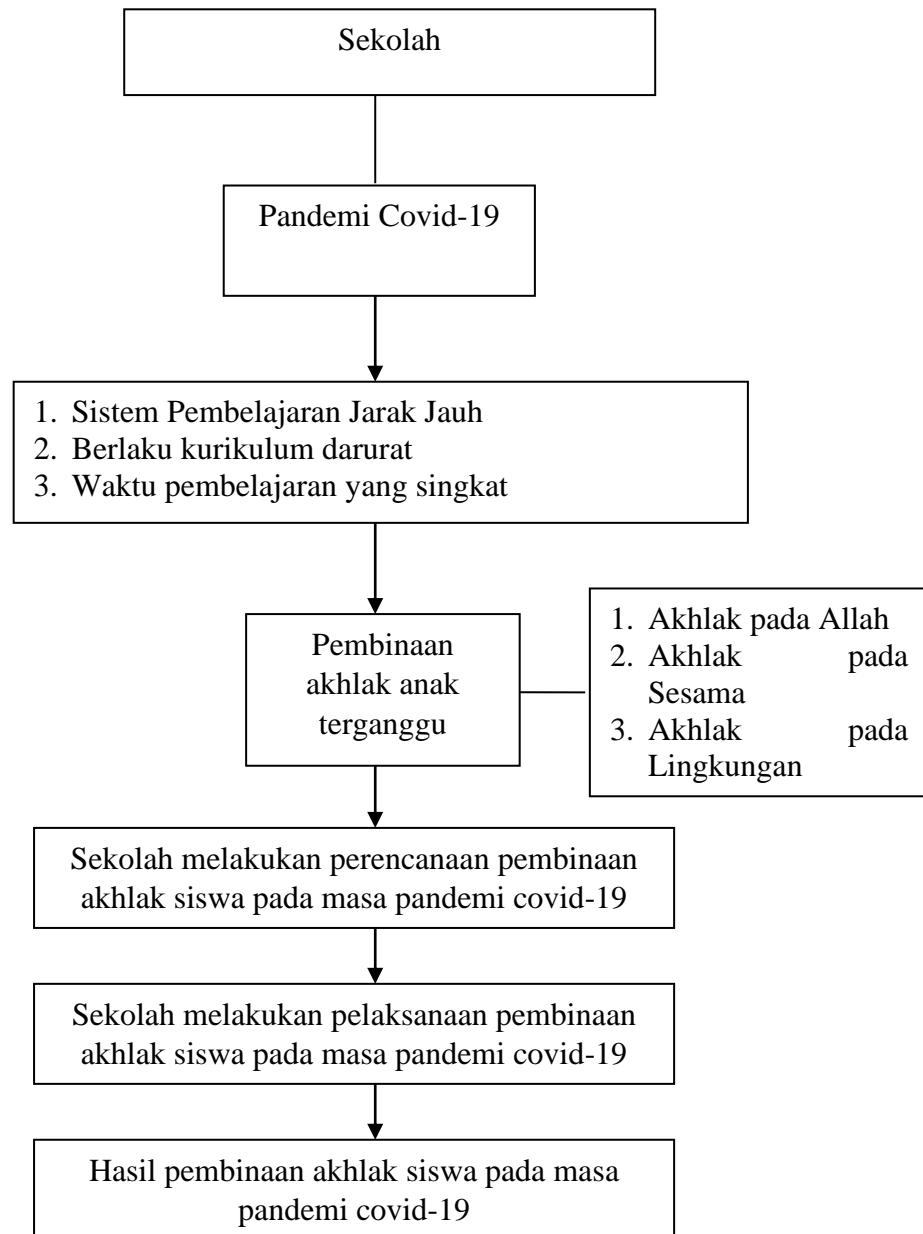 Sekolah
Pandemi Covid-19
1. Sistem Pembelajaran Jarak Jauh
2. Berlaku kurikulum darurat
3. Waktu pembelajaran yang singkat
Pembinaan
akhlak anak
terganggu
1. Akhlak pada Allah
2. Akhlak pada
Sesama
3. Akhlak pada
Lingkungan
Sekolah melakukan perencanaan pembinaan
akhlak siswa pada masa pandemi covid-19
Sekolah melakukan pelaksanaan pembinaan
akhlak siswa pada masa pandemi covid-19
Hasil pembinaan akhlak siswa pada masa
pandemi covid-19